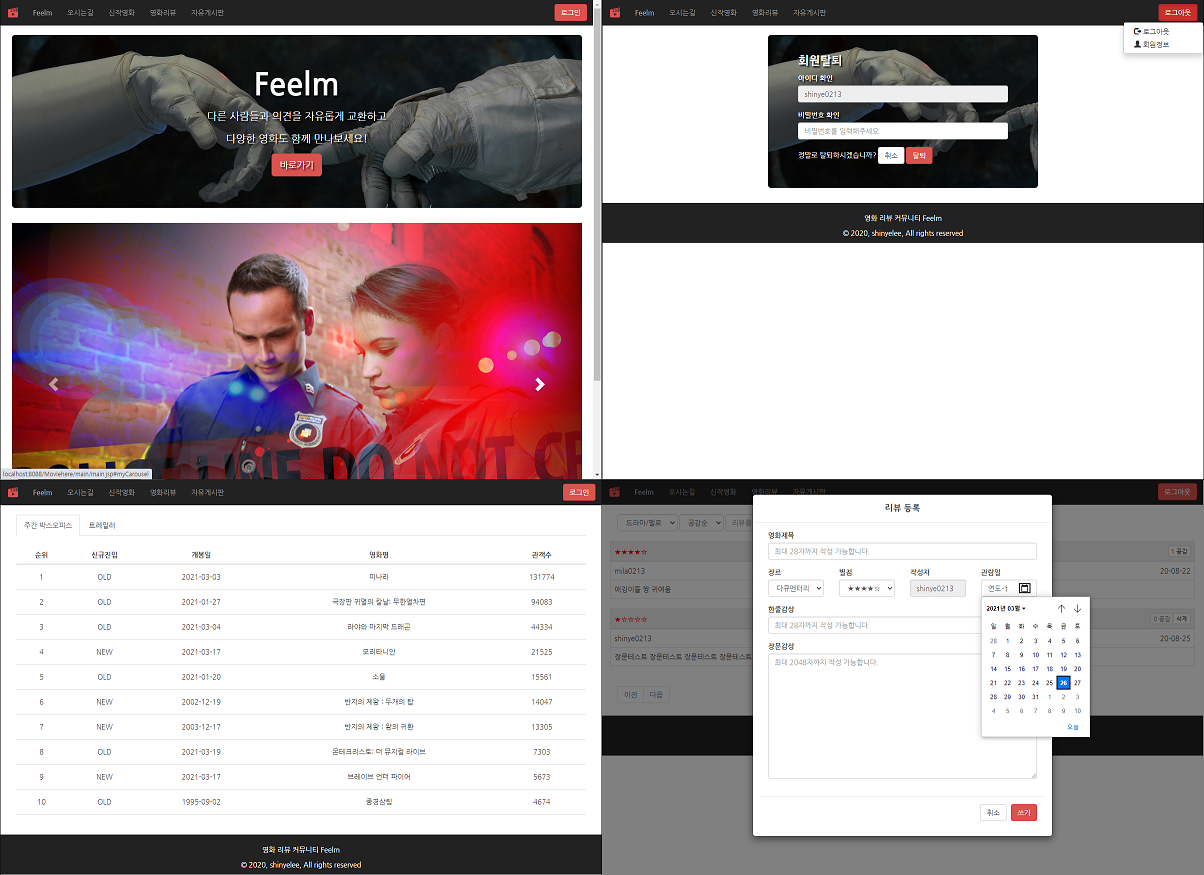 Feelm 오시는길 신작영화 영화리뷰 자유게시판 로그인
Feelm
다른 사람들과 의견을 자유롭게 교환하고
다양한 영화도 함께 만나보세요!
바로가기
DO NOT
localhost:8088/Moviehere/main/main.jsp#myCarousel
Feelm 오시는길 신작영화 영화리뷰 자유게시판 로그아웃
로그아웃
회원정보
회원탈퇴
아이디 확인
shinye0213
비밀번호 확인
비밀번호를 입력해주세요
정말로 탈퇴하시겠습니까? 취소 탈퇴
영화 리뷰 커뮤니티 Feelm
© 2020, shinyelee, All rights reserved
Feelm 오시는길 신작영화 영화리뷰 자유게시판 로그인
주간 박스오피스 트레일러
순위 신규진입 개봉일 영화명 관객수
1 OLD 2021-03-03 미나리 131774
2 OLD 2021-01-27 극장판 귀멸의 칼날: 무한열차편 94083
3 OLD 2021-03-04 라야와 마지막 드래곤 44334
4 NEW 2021-03-17 모리타니안 21525
5 OLD 2021-01-20 소울 15561
6 NEW 2002-12-19 반지의 제왕 : 두개의 탑 14047
7 NEW 2003-12-17 반지의 제왕 : 왕의 귀환 13305
8 OLD 2021-03-19 몬테크리스토: 더 뮤지컬 라이브 7303
9 NEW 2021-03-17 브레이브 언더 파이어 5673
10 OLD 1995-09-02 중경삼림 4674
영화 리뷰 커뮤니티 Feelm
© 2020, shinyelee, All rights reserved
Feelm 오시는길 신작영화 영화리뷰 자유게시판 로그아웃
드라마/멜로 공감순 리뷰를
★★★★☆ 1 공감
mila0213 20-08-22
애깅이들 짱 귀여움
★☆☆☆☆ 0 공감 삭제
shinye0213 20-08-25
장문테스트 장문테스트 장문테스트 장문테스트
이전 다음
리뷰 등록
영화제목
최대 28자까지 작성 가능합니다.
장르 별점 작성자 관람일
다큐멘터리 ★★★★☆ shinye0213 연도-
한줄감상
최대 28자까지 작성 가능합니다.
장문감상
최대 2048자까지 작성 가능합니다.
2021년 03월
일 월 화 수 목 금 토
28 1 2 3 4 5 6
7 8 9 10 11 12 13
14 15 16 17 18 19 20
21 22 23 24 25 26 27
28 29 30 31 1 2 3
4 5 6 7 8 9 10
오늘
취소 쓰기